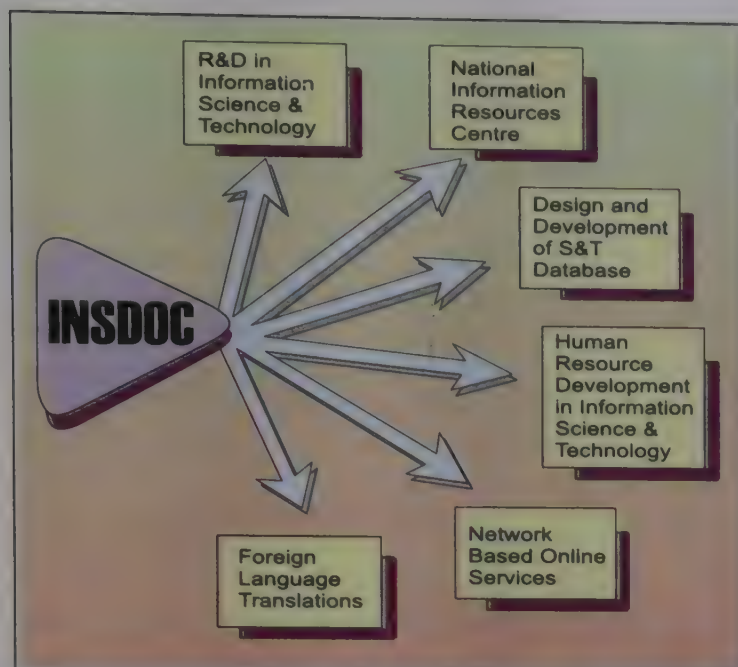 R&D in
Information
Science &
Technology
National
Information
Resources
Centre
Design and
Development
of S&T
Database
INSDOC
Human
Resource
Development
in Information
Science &
Technology
Network
Based Online
Services
Foreign
Language
Translations